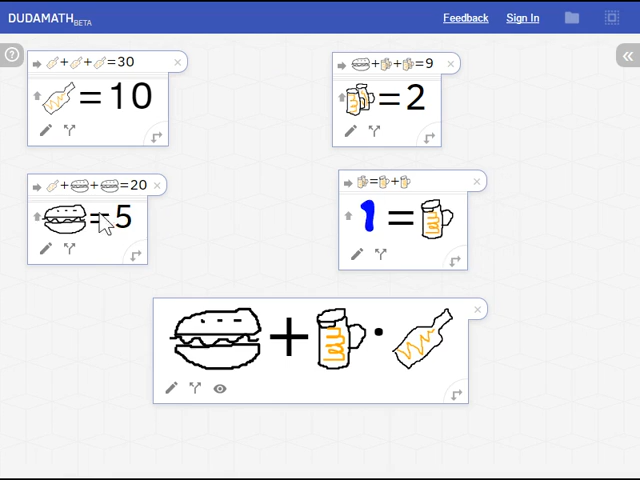 DUDAMATH BETA
Feedback
Sign In
?
+ + =30
=10
+ + =9
=2
+ + =20
=5
= +
1 =
+ ·